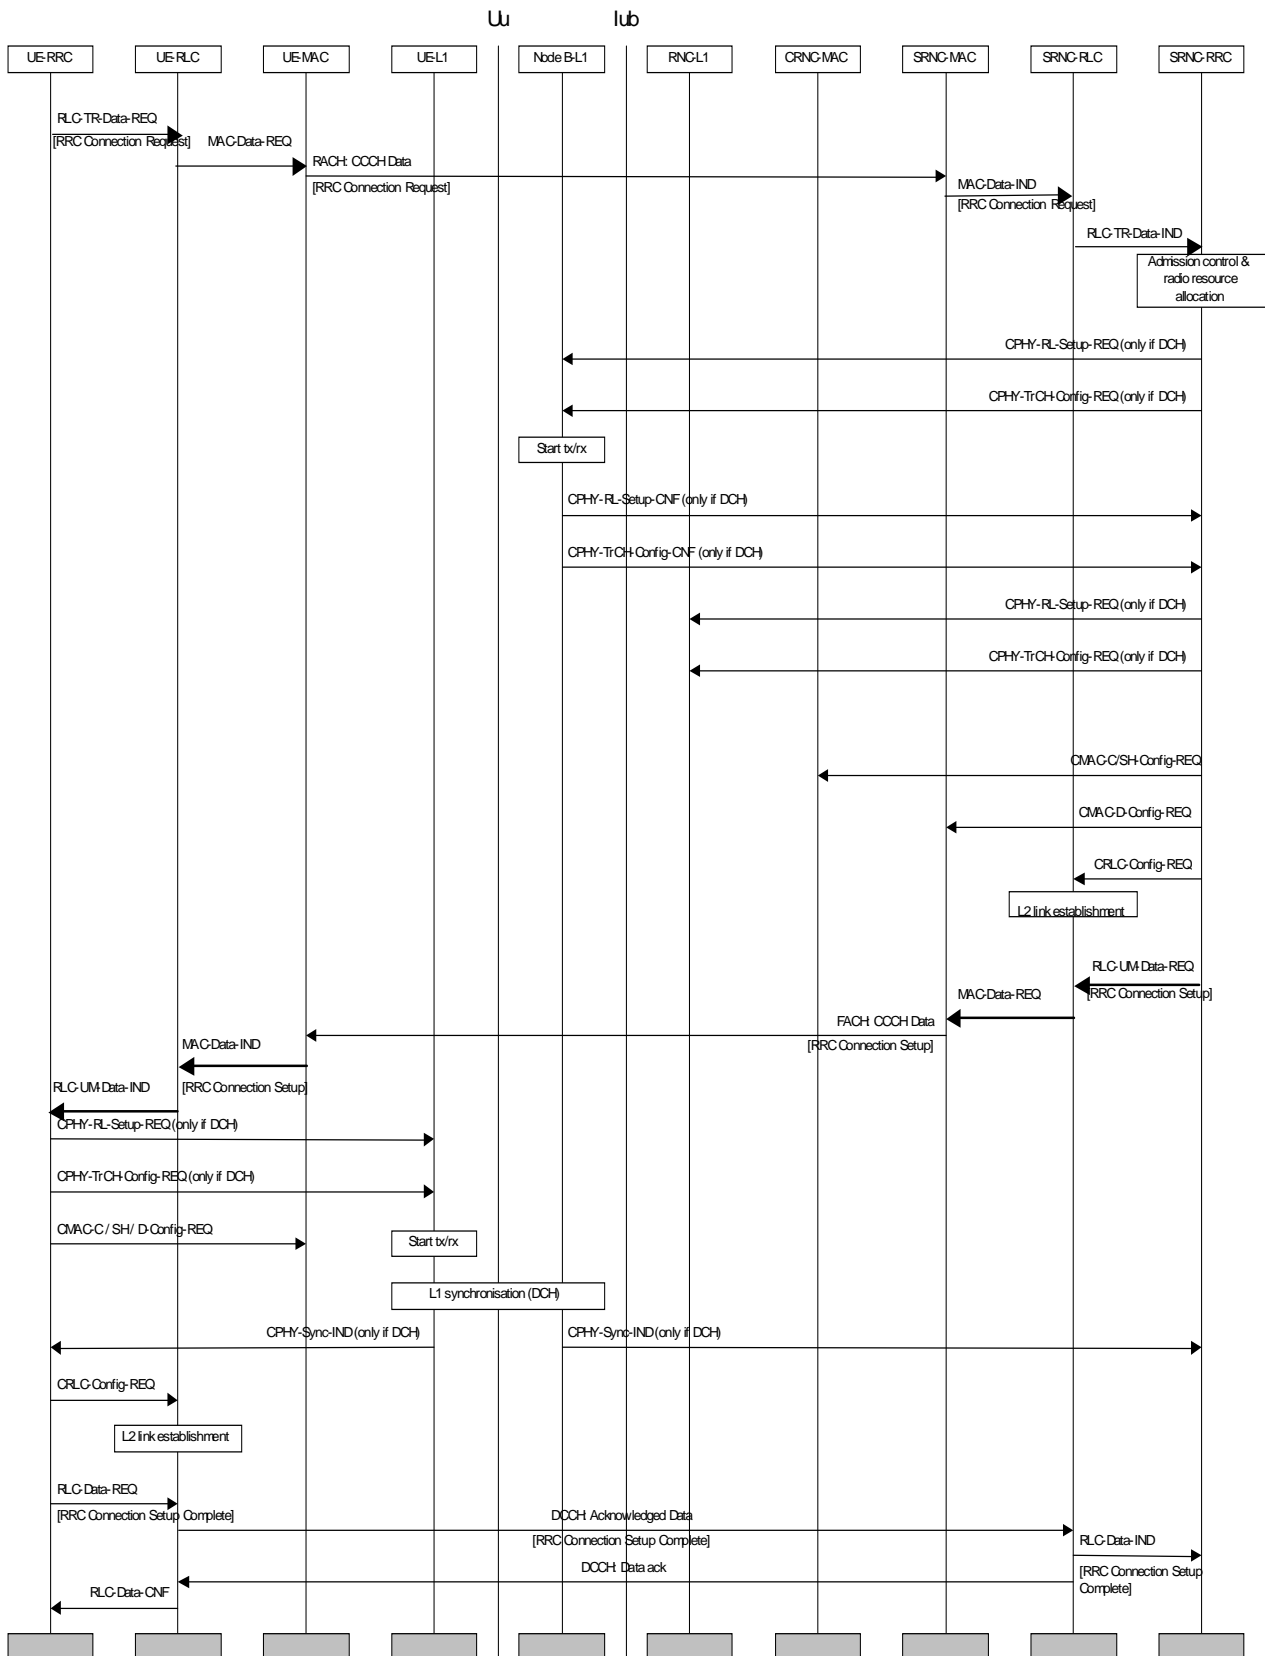 Uu Iub
UE-RRC UE-RLC UE-MAC UE-L1 Node B-L1 RNC-L1 CRNC-MAC SRNC-MAC SRNC-RLC SRNC-RRC
RLC-TR-Data-REQ
[RRC Connection Request]
MAC-Data-REQ
RACH: CCCH Data
[RRC Connection Request]
MAC-Data-IND
[RRC Connection Request]
RLC-TR-Data-IND
Admission control &
radio resource
allocation
CPHY-RL-Setup-REQ (only if DCH)
CPHY-TrCH-Config-REQ (only if DCH)
Start tx/rx
CPHY-RL-Setup-CNF (only if DCH)
CPHY-TrCH-Config-CNF (only if DCH)
CPHY-RL-Setup-REQ (only if DCH)
CPHY-TrCH-Config-REQ (only if DCH)
CMAC-C/SH-Config-REQ
CMAC-D-Config-REQ
CRLC-Config-REQ
L2 link establishment
RLC-UM-Data-REQ
[RRC Connection Setup]
MAC-Data-REQ
FACH: CCCH Data
[RRC Connection Setup]
MAC-Data-IND
[RRC Connection Setup]
RLC-UM-Data-IND
CPHY-RL-Setup-REQ (only if DCH)
CPHY-TrCH-Config-REQ (only if DCH)
CMAC-C / SH / D-Config-REQ
Start tx/rx
L1 synchronisation (DCH)
CPHY-Sync-IND (only if DCH) CPHY-Sync-IND (only if DCH)
CRLC-Config-REQ
L2 link establishment
RLC-Data-REQ
[RRC Connection Setup Complete]
DCCH: Acknowledged Data
[RRC Connection Setup Complete]
RLC-Data-IND
[RRC Connection Setup
Complete]
DCCH: Data ack
RLC-Data-CNF